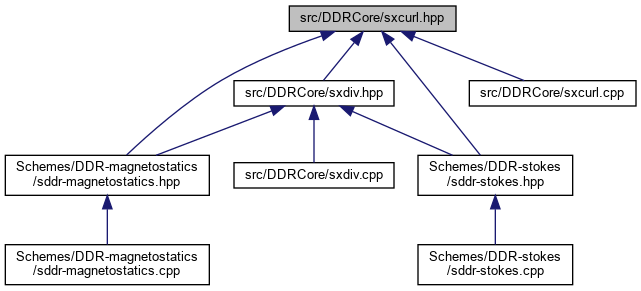 src/DDRCore/sxcurl.hpp
src/DDRCore/sxdiv.hpp
src/DDRCore/sxcurl.cpp
Schemes/DDR-magnetostatics
/sddr-magnetostatics.hpp
src/DDRCore/sxdiv.cpp
Schemes/DDR-stokes
/sddr-stokes.hpp
Schemes/DDR-magnetostatics
/sddr-magnetostatics.cpp
Schemes/DDR-stokes
/sddr-stokes.cpp